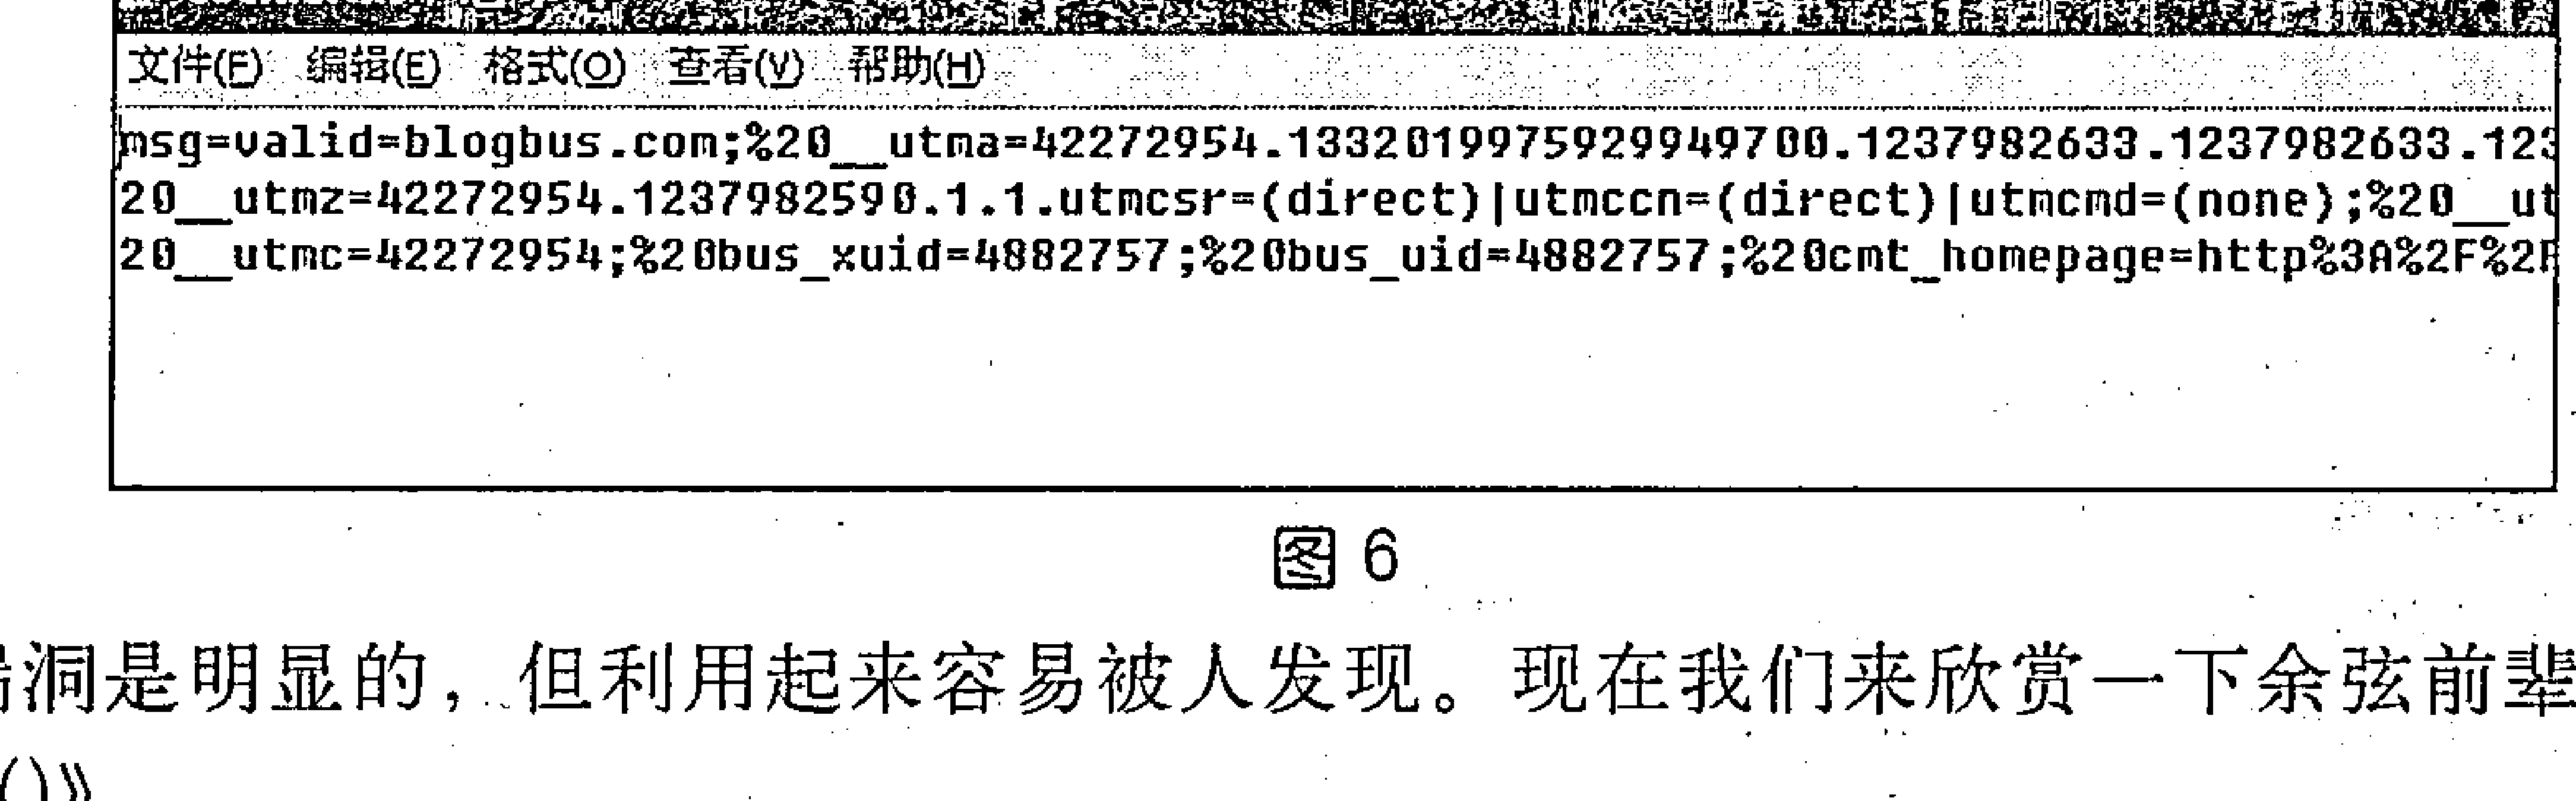 文件(F) 编辑(E) 格式(O) 查看(V) 帮助(H)
msg=valid=blogbus.com;%20__utma=42272954.1332019975929949700.1237982633.1237982633.123
20__utmz=42272954.1237982590.1.1.utmcsr=(direct)|utmccn=(direct)|utmcmd=(none);%20__ut
20__utmc=42272954;%20bus_xuid=4882757;%20bus_uid=4882757;%20cmt_homepage=http%3A%2F%2F
图 6
洞是明显的，但利用起来容易被人发现。现在我们来欣赏一下余弦前辈
()》